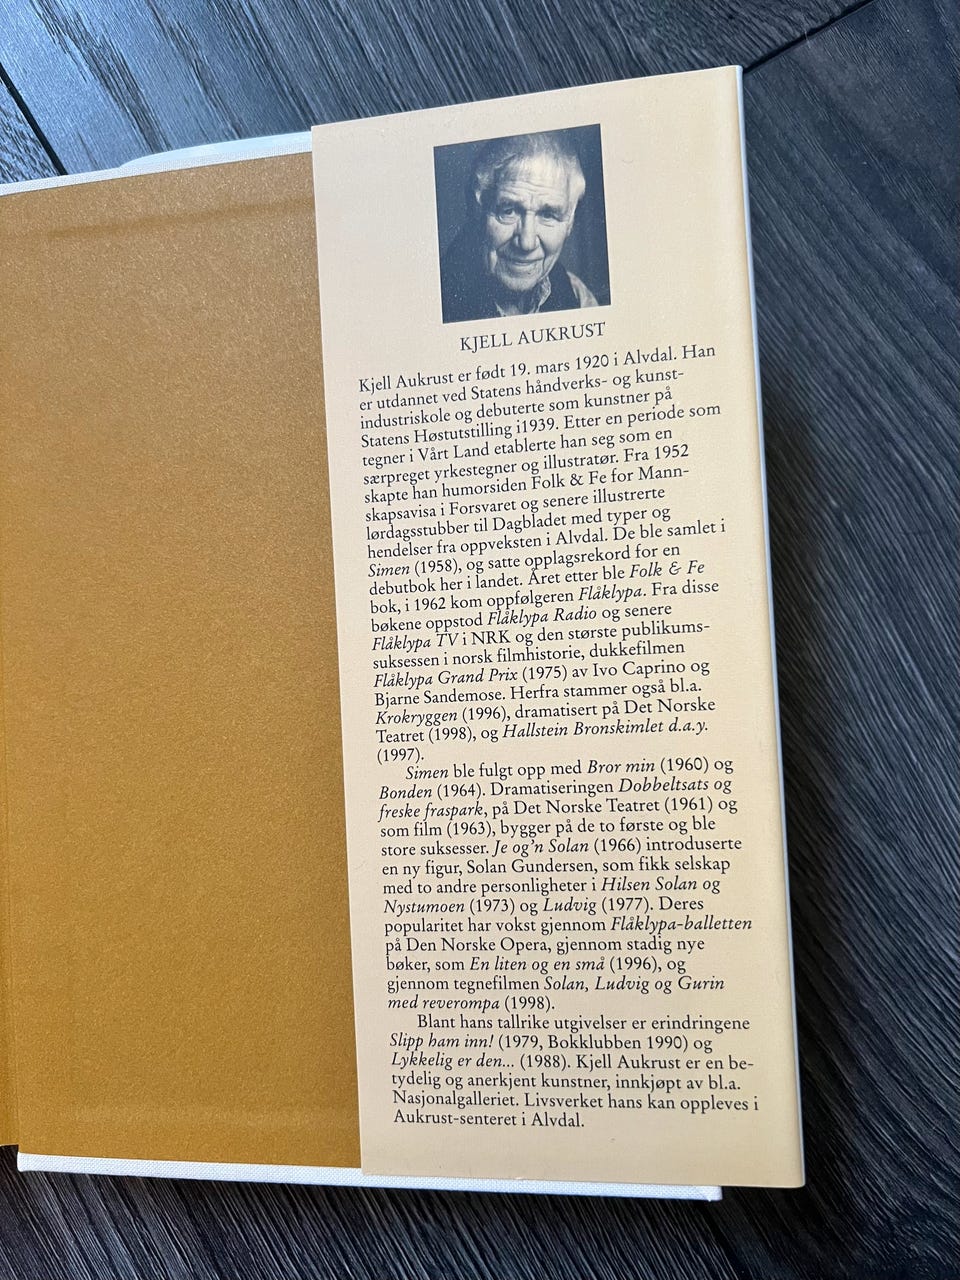 KJELL AUKRUST
Kjell Aukrust er født 19. mars 1920 i Alvdal. Han
er utdannet ved Statens håndverks- og kunst-
industriskole og debuterte som kunstner på
Statens Høstutstilling i1939. Etter en periode som
tegner i Vårt Land etablerte han seg som en
særpreget yrkestegner og illustratør. Fra 1952
skapte han humorsiden Folk & Fe for Mann-
skapsavisa i Forsvaret og senere illustrerte
lørdagsstubber til Dagbladet med typer og
hendelser fra oppveksten i Alvdal. De ble samlet i
Simen (1958), og satte opplagsrekord for en
debutbok her i landet. Året etter ble Folk & Fe
bok, i 1962 kom oppfølgeren Flåklypa. Fra disse
bøkene oppstod Flåklypa Radio og senere
Flåklypa TV i NRK og den største publikums-
suksessen i norsk filmhistorie, dukkefilmen
Flåklypa Grand Prix (1975) av Ivo Caprino og
Bjarne Sandemose. Herfra stammer også bl.a.
Krokryggen (1996), dramatisert på Det Norske
Teatret (1998), og Hallstein Bronskimlet d.a.y.
(1997).
Simen ble fulgt opp med Bror min (1960) og
Bonden (1964). Dramatiseringen Dobbeltsats og
freske fraspark, på Det Norske Teatret (1961) og
som film (1963), bygger på de to første og ble
store suksesser. Je og'n Solan (1966) introduserte
en ny figur, Solan Gundersen, som fikk selskap
med to andre personligheter i Hilsen Solan og
Nystumoen (1973) og Ludvig (1977). Deres
popularitet har vokst gjennom Flåklypa-balletten
på Den Norske Opera, gjennom stadig nye
bøker, som En liten og en små (1996), og
gjennom tegnefilmen Solan, Ludvig og Gurin
med reverompa (1998).
Blant hans tallrike utgivelser er erindringene
Slipp ham inn! (1979, Bokklubben 1990) og
Lykkelig er den... (1988). Kjell Aukrust er en be-
tydelig og anerkjent kunstner, innkjøpt av bl.a.
Nasjonalgalleriet. Livsverket hans kan oppleves i
Aukrust-senteret i Alvdal.